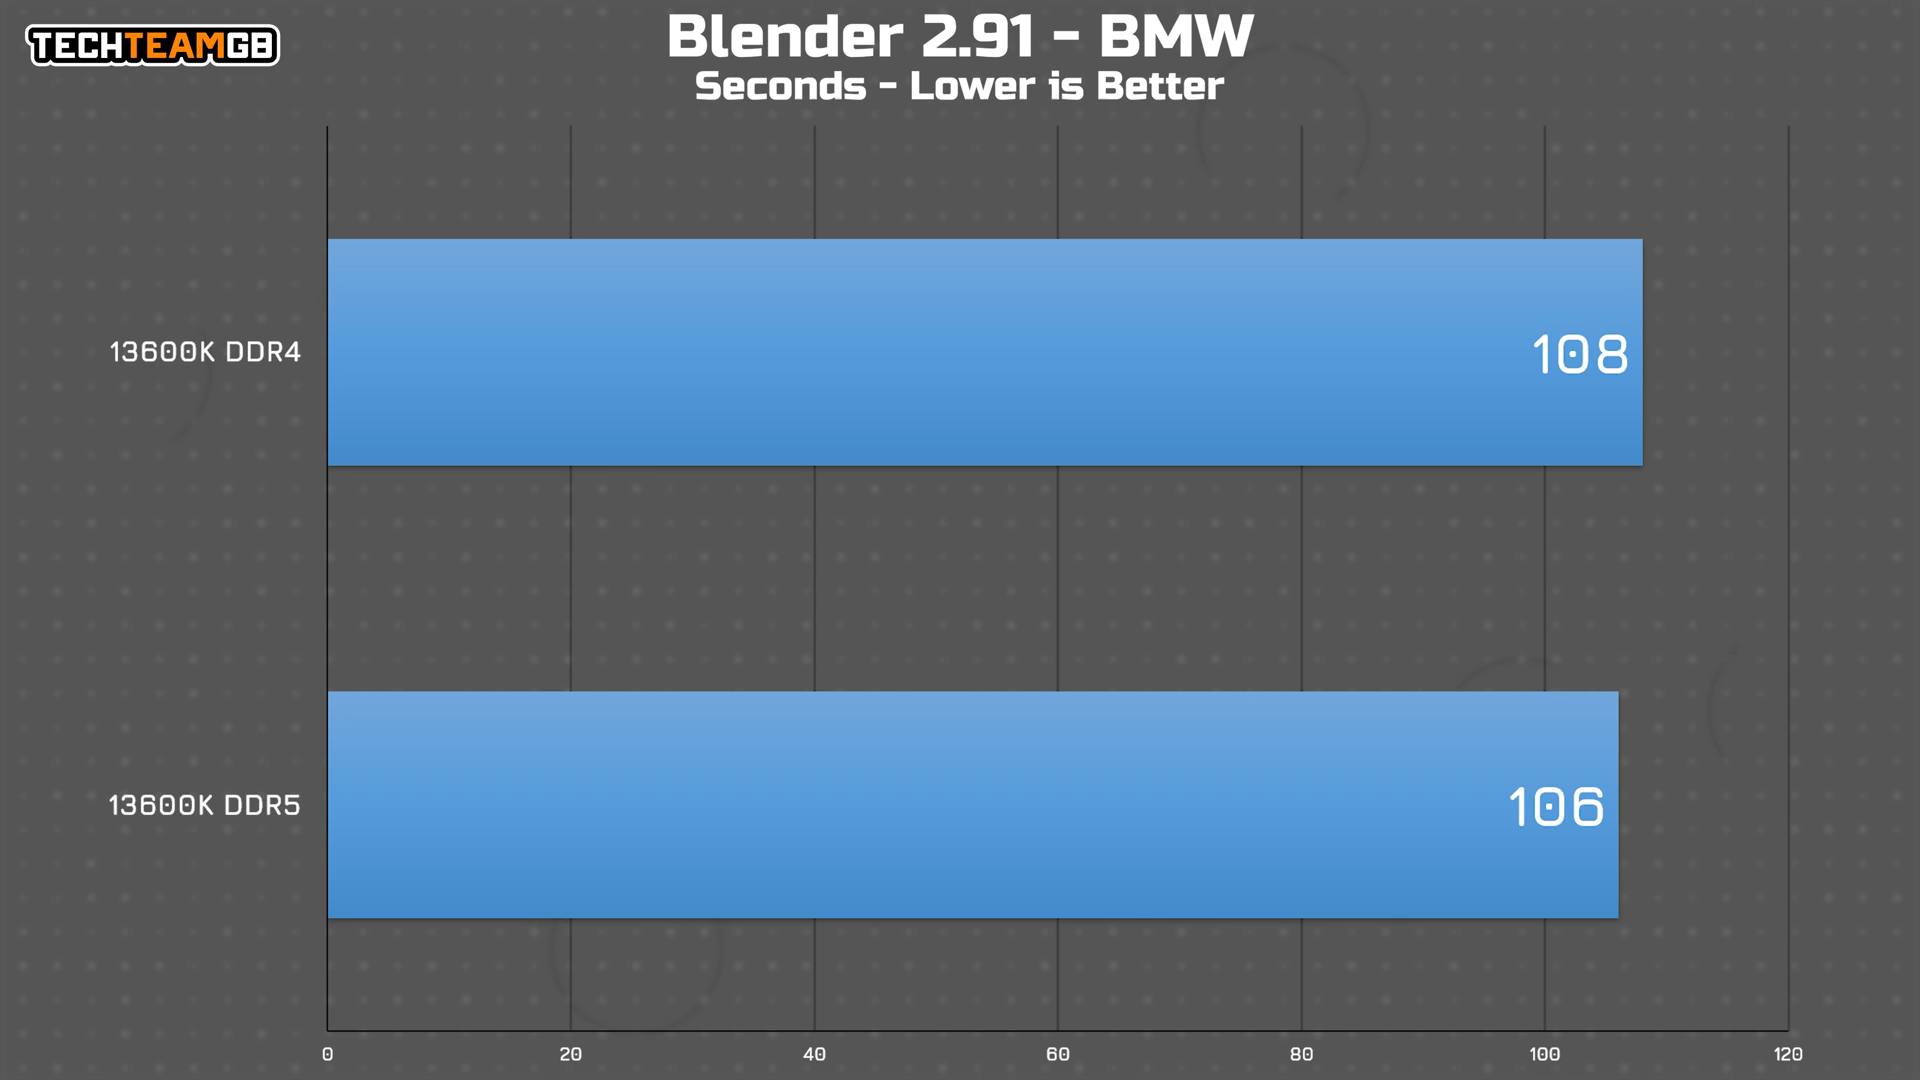 TECHTEAMGB
Blender 2.91 - BMW
Seconds - Lower is Better
13600K DDR4
108
13600K DDR5
106
0 20 40 60 80 100 120